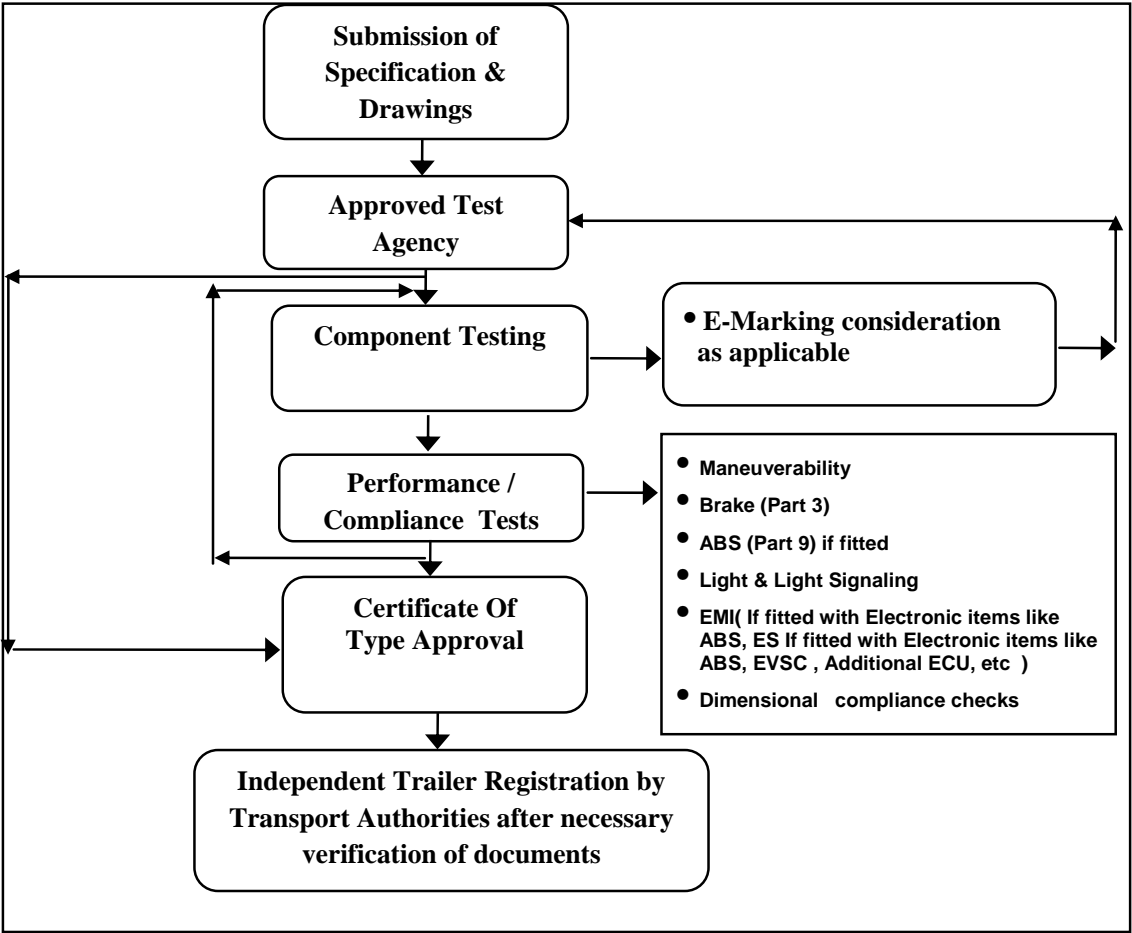 Submission of
Specification &
Drawings
Approved Test
Agency
Component Testing
• E-Marking consideration
as applicable
Performance /
Compliance Tests
• Maneuverability
• Brake (Part 3)
• ABS (Part 9) if fitted
• Light & Light Signaling
• EMI( If fitted with Electronic items like
ABS, ES If fitted with Electronic items like
ABS, EVSC , Additional ECU, etc )
• Dimensional compliance checks
Certificate Of
Type Approval
Independent Trailer Registration by
Transport Authorities after necessary
verification of documents